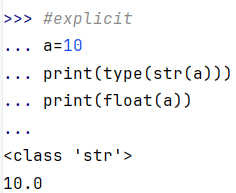 >>> #explicit
... a=10
... print(type(str(a)))
... print(float(a))
...
<class 'str'>
10.0